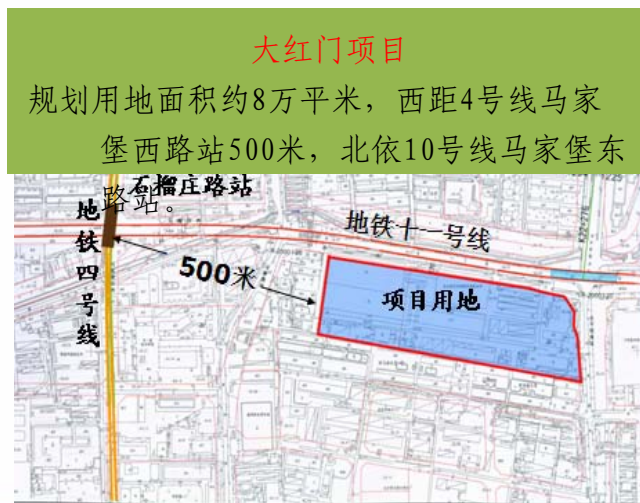 大红门项目
规划用地面积约8万平米，西距4号线马家
堡西路站500米，北依10号线马家堡东
路站。
石榴庄路站
地铁四号线
地铁十一号线
500米
项目用地